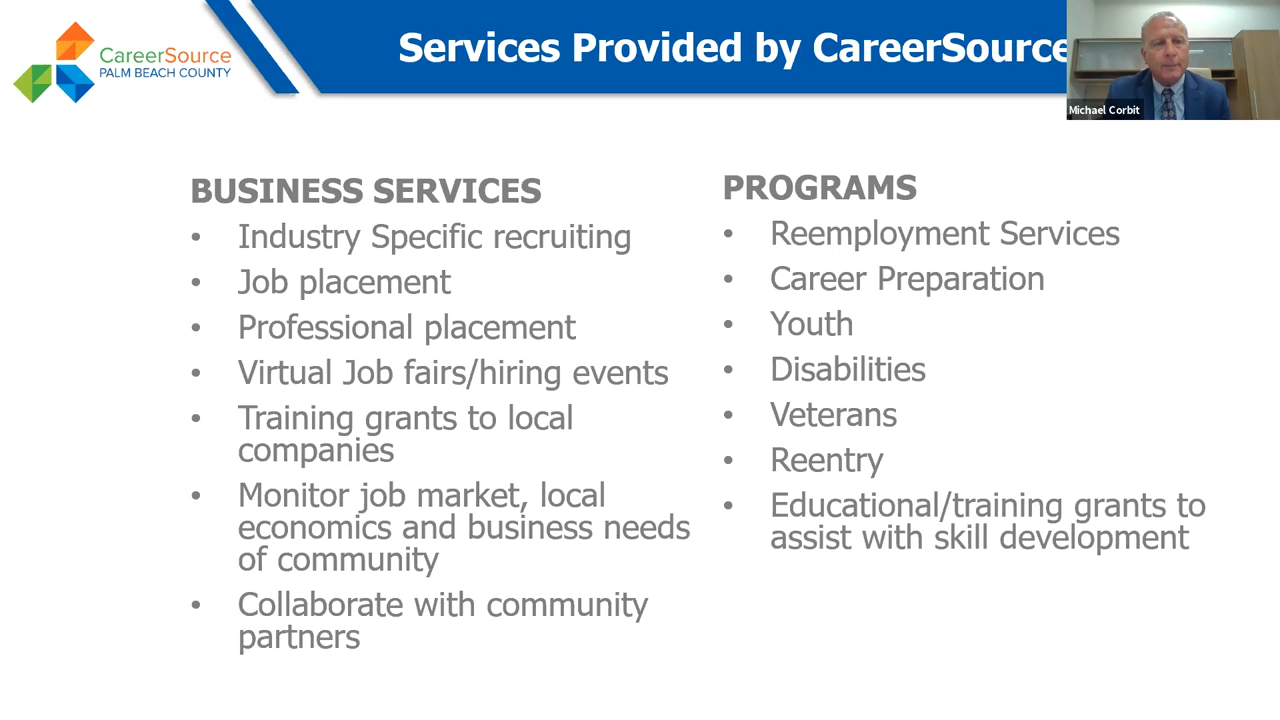 CareerSource
PALM BEACH COUNTY
Services Provided by CareerSource
Michael Corbit
BUSINESS SERVICES
• Industry Specific recruiting
• Job placement
• Professional placement
• Virtual Job fairs/hiring events
• Training grants to local
companies
• Monitor job market, local
economics and business needs
of community
• Collaborate with community
partners
PROGRAMS
• Reemployment Services
• Career Preparation
• Youth
• Disabilities
• Veterans
• Reentry
• Educational/training grants to
assist with skill development